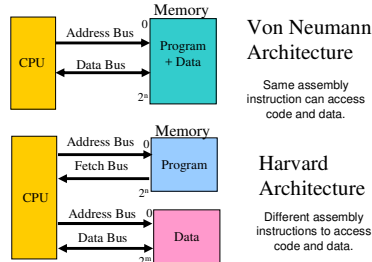 Memory
Address Bus
0
CPU
Program
+ Data
Data Bus
2ⁿ
Von Neumann
Architecture
Same assembly
instruction can access
code and data.
Memory
Address Bus
0
Fetch Bus
Program
2ⁿ
CPU
Address Bus
0
Data Bus
Data
2ᵐ
Harvard
Architecture
Different assembly
instructions to access
code and data.